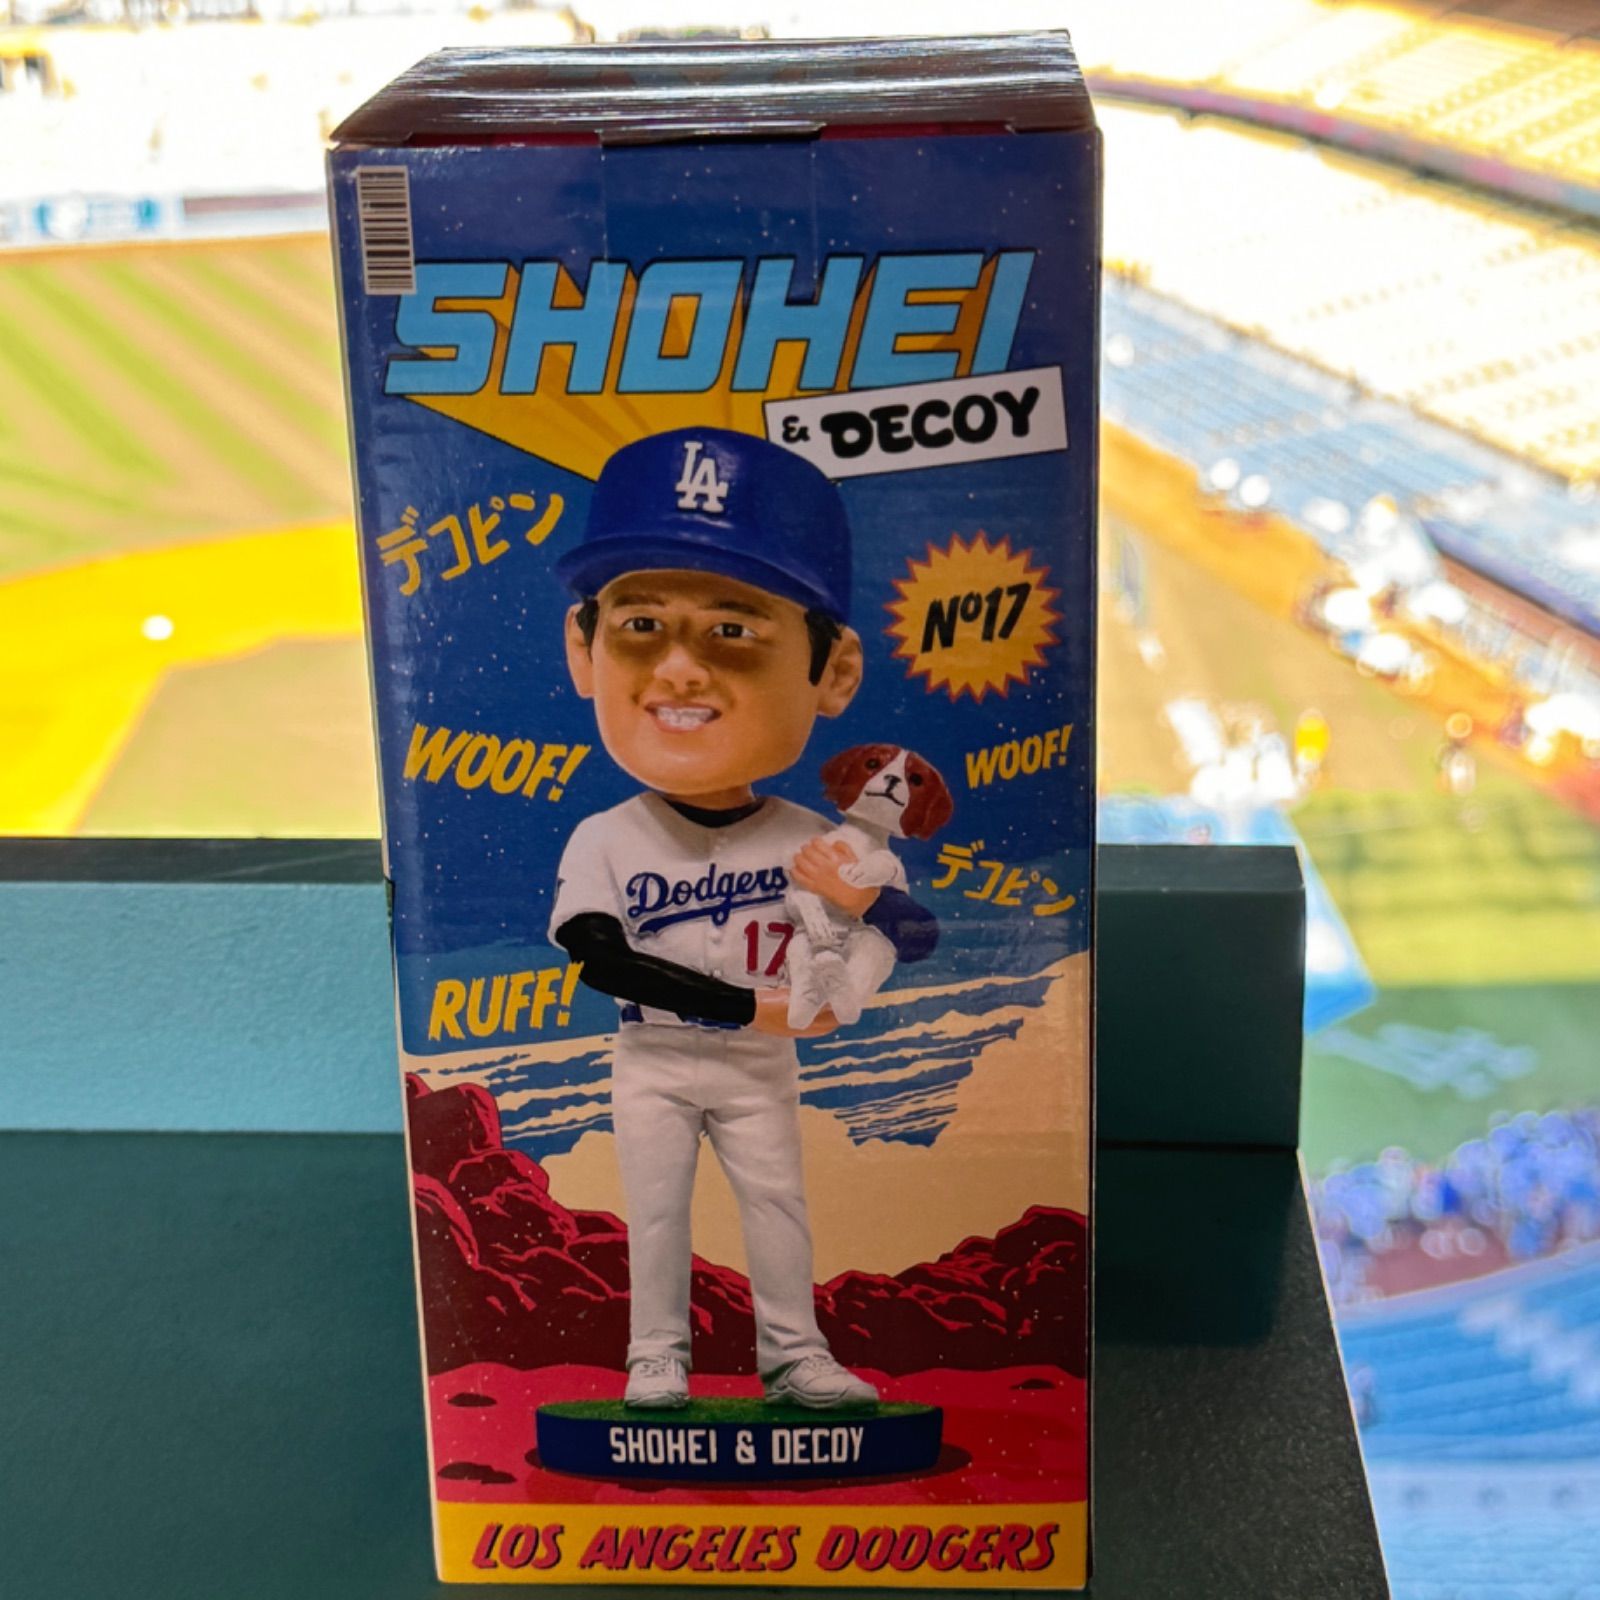 SHOHEI
& DECOY
LA
デコピン
Nº17
WOOF!
WOOF!
デコピン
Dodgers
17
RUFF!
SHOHEI & DECOY
LOS ANGELES DODGERS